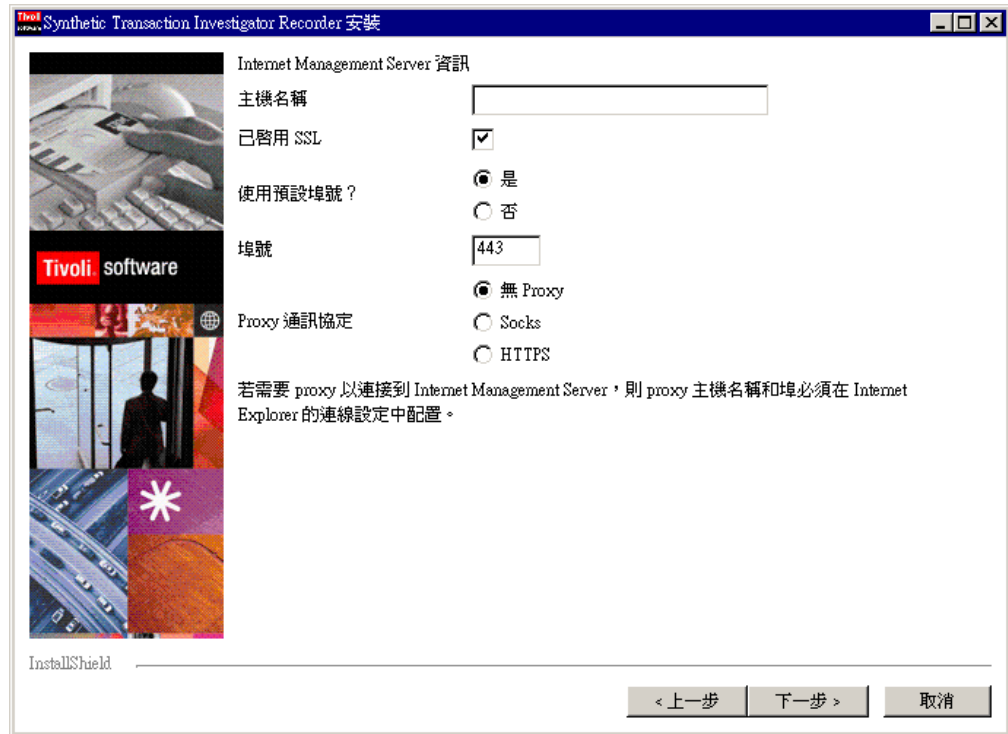 Tivoli
software
Synthetic Transaction Investigator Recorder 安裝
Internet Management Server 資訊
主機名稱
已啓用 SSL
使用預設埠號？
是
否
埠號
443
Tivoli software
Proxy 通訊協定
無 Proxy
Socks
HTTPS
若需要 proxy 以連接到 Internet Management Server，則 proxy 主機名稱和埠必須在 Internet
Explorer 的連線設定中配置。
InstallShield
<上一步
下一步>
取消